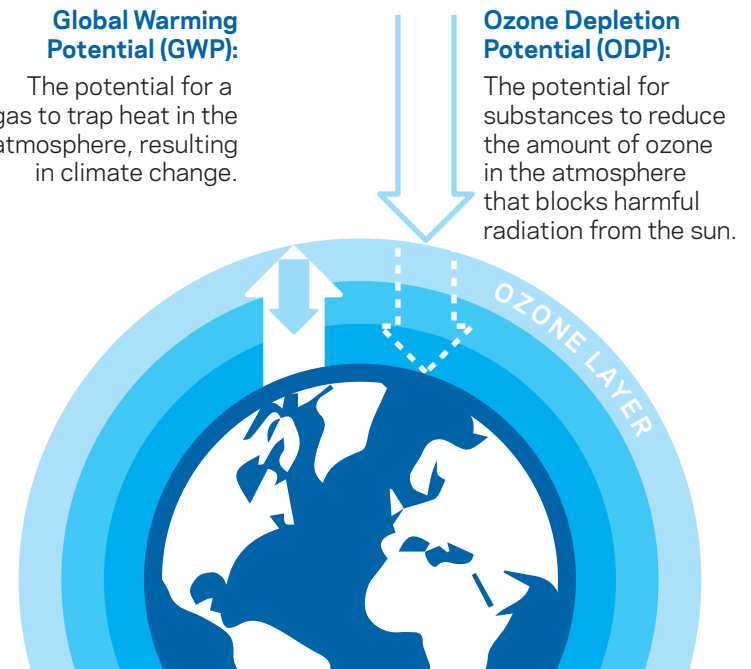 Global Warming
Potential (GWP):
The potential for a
gas to trap heat in the
atmosphere, resulting
in climate change.
Ozone Depletion
Potential (ODP):
The potential for
substances to reduce
the amount of ozone
in the atmosphere
that blocks harmful
radiation from the sun.
OZONE LAYER